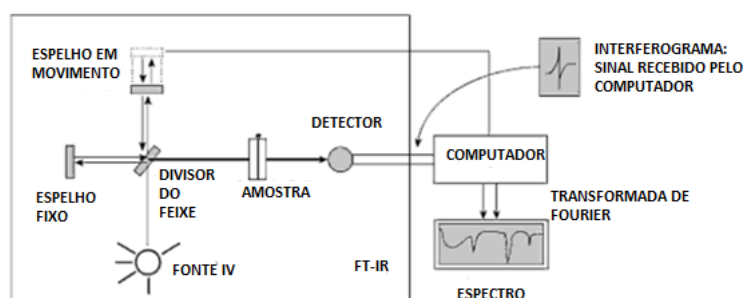 ESPELHO EM
MOVIMENTO
INTERFEROGRAMA:
SINAL RECEBIDO PELO
COMPUTADOR
DETECTOR
COMPUTADOR
ESPELHO
FIXO
DIVISOR
DO
FEIXE
AMOSTRA
TRANSFORMADA DE
FOURIER
FONTE IV
FT-IR
ESPECTRO